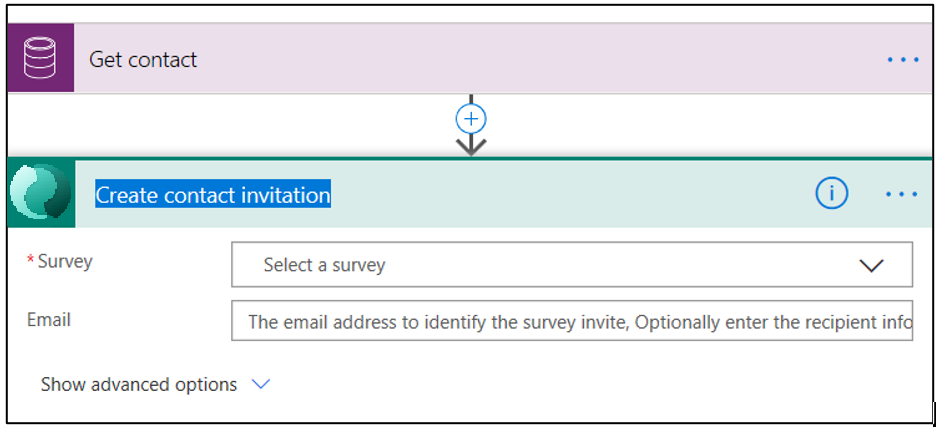 Get contact
Create contact invitation
* Survey
Select a survey
Email
The email address to identify the survey invite, Optionally enter the recipient info
Show advanced options